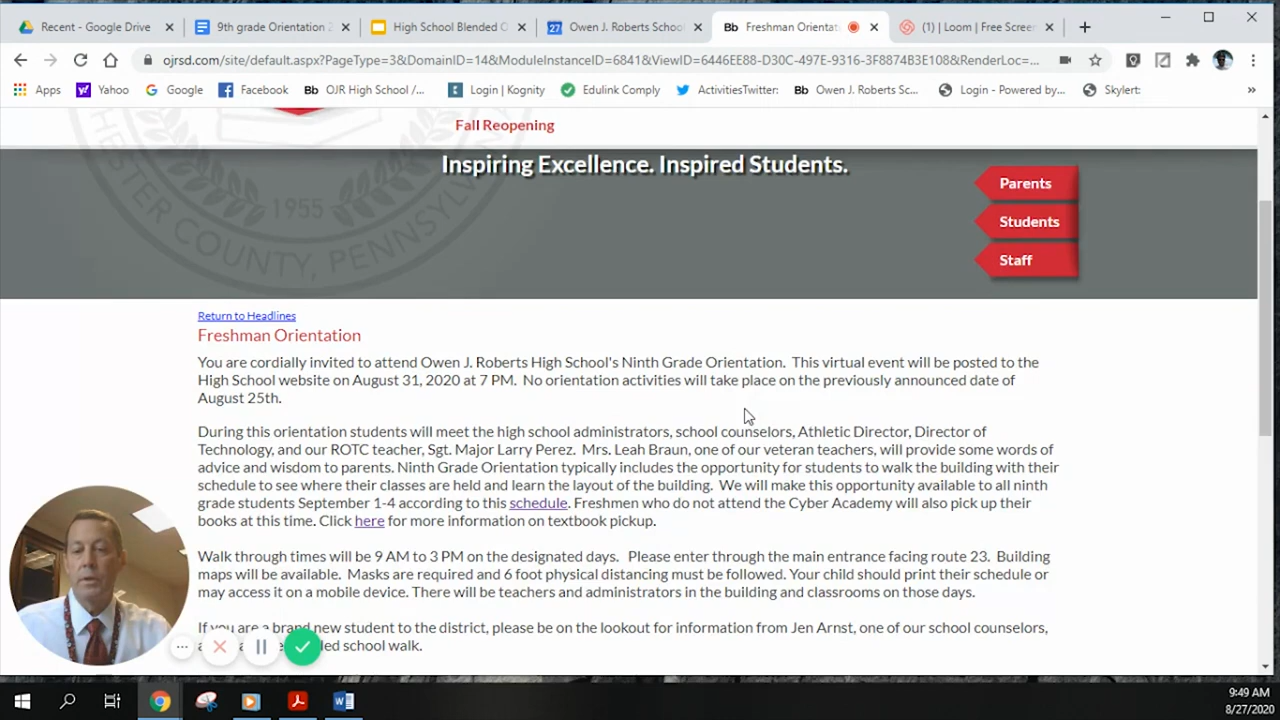 Recent - Google Drive
9th grade Orientation 2
High School Blended O
27
Owen J. Roberts School
Bb Freshman Orientat
(1) | Loom | Free Scree
ojrsd.com/site/default.aspx?PageType=3&DomainID=14&ModuleInstanceID=6841&ViewID=6446EE88-D30C-497E-9316-3F8874B3E108&RenderLoc=...
Apps
Yahoo
Google
Facebook
Bb OJR High School /...
Login | Kognity
Edulink Comply
ActivitiesTwitter:
Bb Owen J. Roberts Sc...
Login - Powered by...
Skylert:
»
Fall Reopening
Inspiring Excellence. Inspired Students.
1955
CHESTER COUNTY, PENNSYLVANIA
Parents
Students
Staff
Return to Headlines
Freshman Orientation
You are cordially invited to attend Owen J. Roberts High School's Ninth Grade Orientation. This virtual event will be posted to the
High School website on August 31, 2020 at 7 PM. No orientation activities will take place on the previously announced date of
August 25th.
During this orientation students will meet the high school administrators, school counselors, Athletic Director, Director of
Technology, and our ROTC teacher, Sgt. Major Larry Perez. Mrs. Leah Braun, one of our veteran teachers, will provide some words of
advice and wisdom to parents. Ninth Grade Orientation typically includes the opportunity for students to walk the building with their
schedule to see where their classes are held and learn the layout of the building. We will make this opportunity available to all ninth
grade students September 1-4 according to this schedule. Freshmen who do not attend the Cyber Academy will also pick up their
books at this time. Click here for more information on textbook pickup.
Walk through times will be 9 AM to 3 PM on the designated days. Please enter through the main entrance facing route 23. Building
maps will be available. Masks are required and 6 foot physical distancing must be followed. Your child should print their schedule or
may access it on a mobile device. There will be teachers and administrators in the building and classrooms on those days.
If you are a brand new student to the district, please be on the lookout for information from Jen Arnst, one of our school counselors,
led school walk.
9:49 AM
8/27/2020